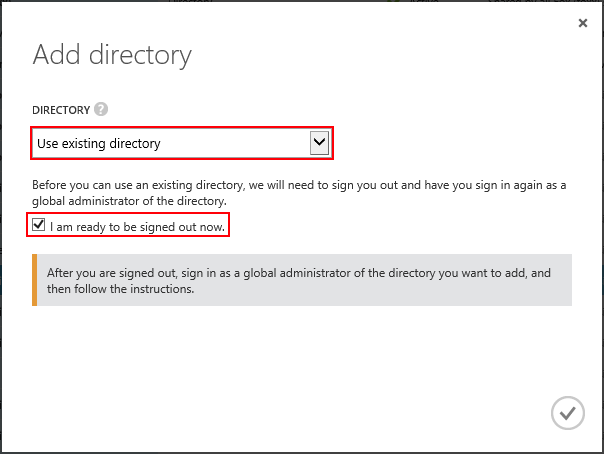 Add directory
DIRECTORY ?
Use existing directory
Before you can use an existing directory, we will need to sign you out and have you sign in again as a
global administrator of the directory.
I am ready to be signed out now.
After you are signed out, sign in as a global administrator of the directory you want to add, and
then follow the instructions.